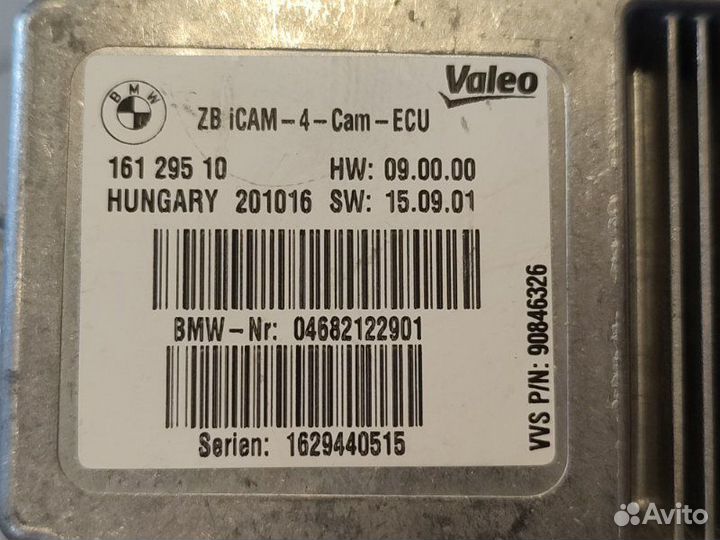 BMW
Valeo
ZB iCAM-4-Cam-ECU
161 295 10 HW: 09.00.00
HUNGARY 201016 SW: 15.09.01
BMW-Nr: 04682122901
Serien: 1629440515
VVS P/N: 90846326
Avito